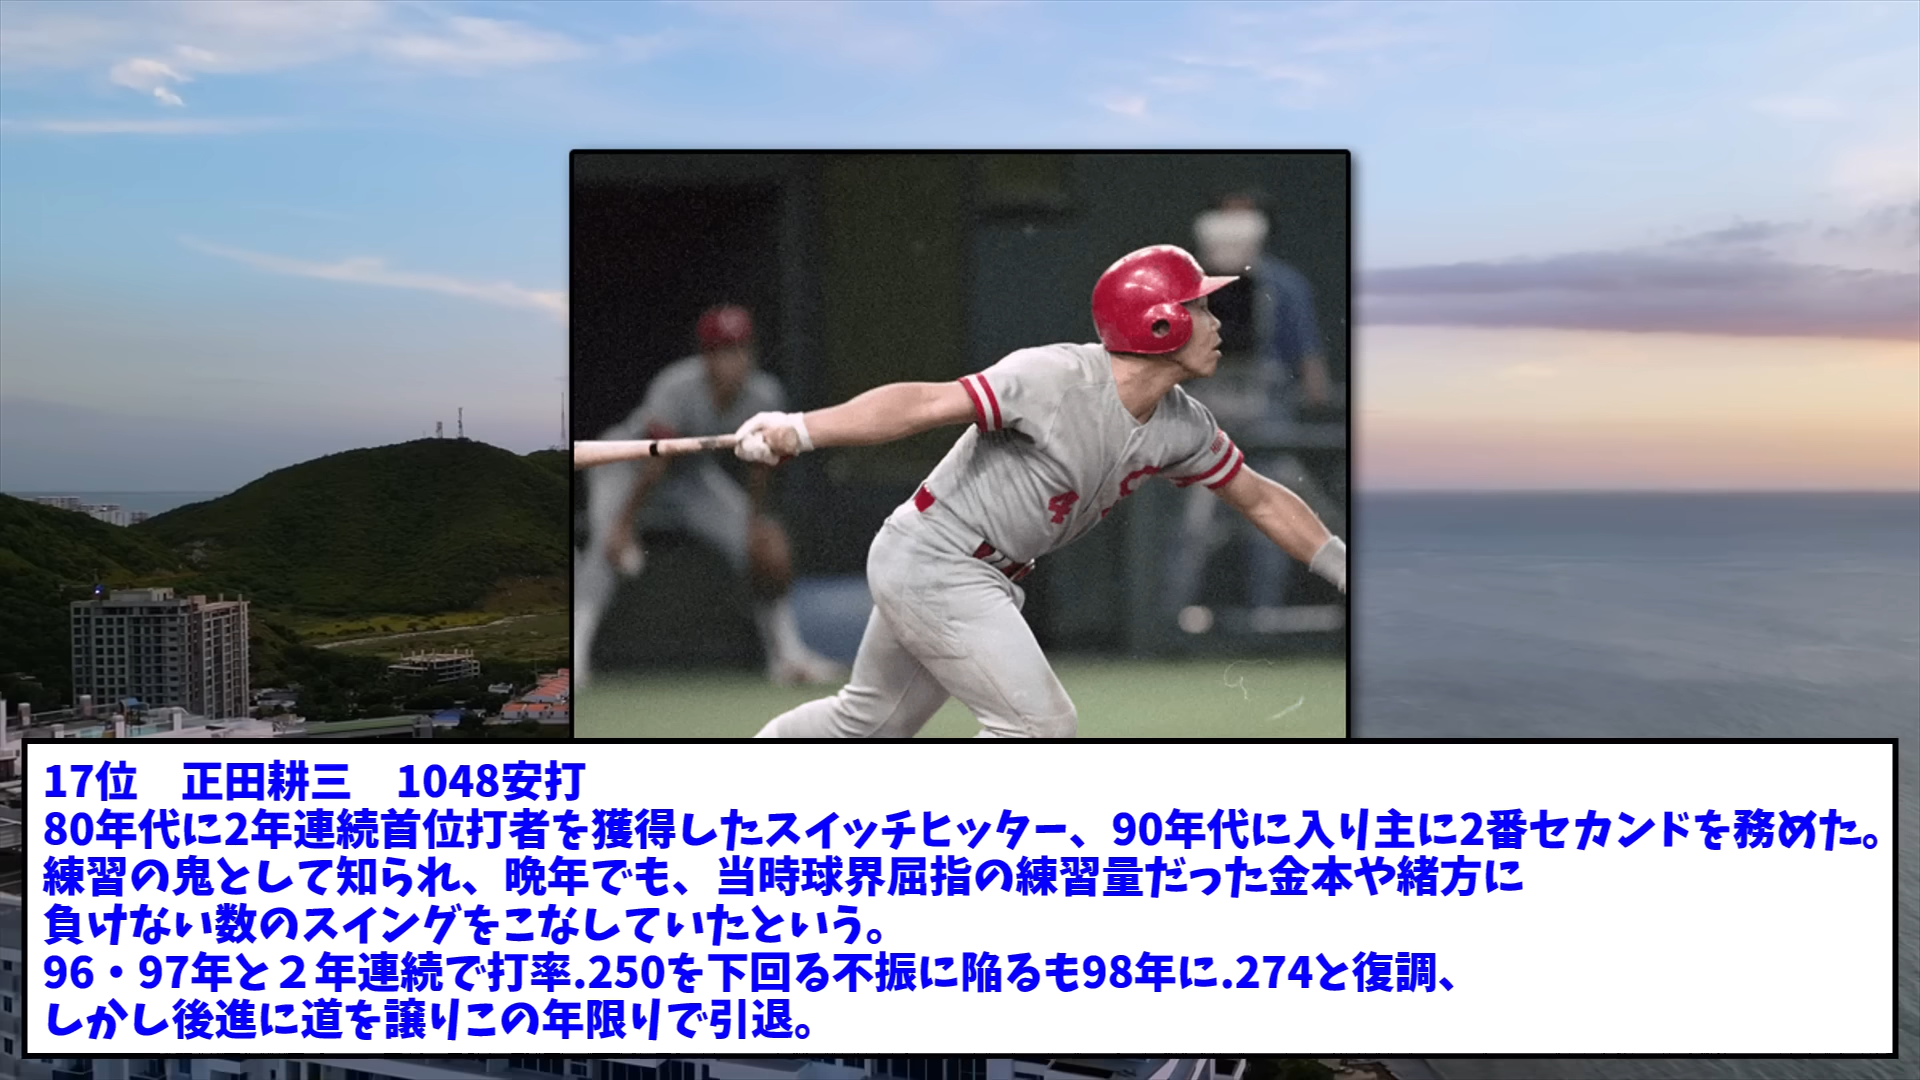 17位　正田耕三　1048安打
80年代に2年連続首位打者を獲得したスイッチヒッター、90年代に入り主に2番セカンドを務めた。
練習の鬼として知られ、晩年でも、当時球界屈指の練習量だった金本や緒方に
負けない数のスイングをこなしていたという。
96・97年と２年連続で打率.250を下回る不振に陥るも98年に.274と復調、
しかし後進に道を譲りこの年限りで引退。
4